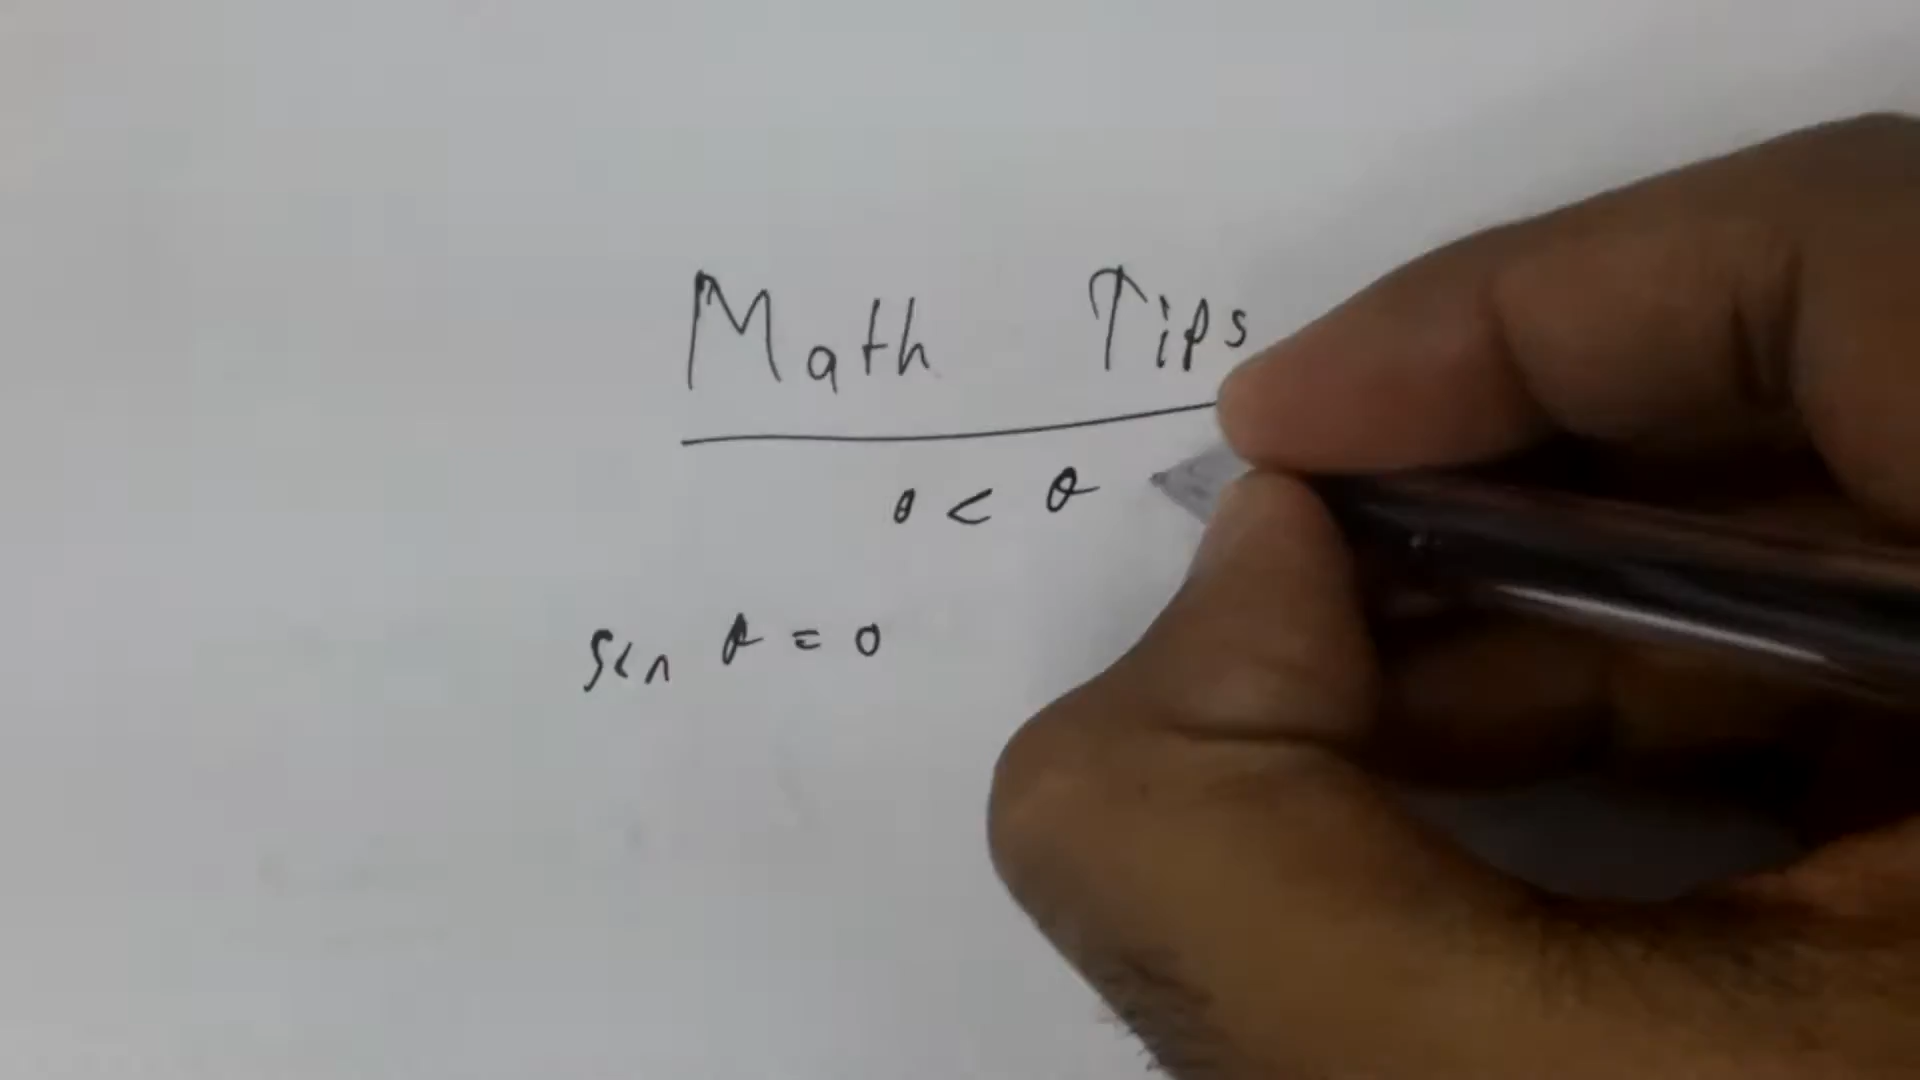 Math Tips
0 < θ
sin θ = 0